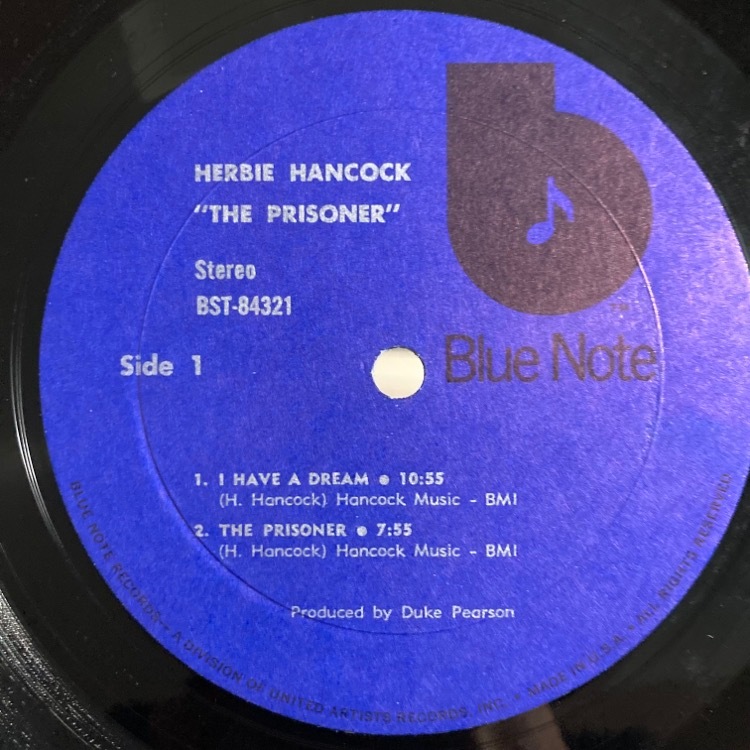 HERBIE HANCOCK
"THE PRISONER"
Stereo
BST-84321
Side 1
Blue Note
1. I HAVE A DREAM • 10:55
(H. Hancock) Hancock Music - BMI
2. THE PRISONER • 7:55
(H. Hancock) Hancock Music - BMI
Produced by Duke Pearson
BLUE NOTE RECORDS • A DIVISION OF UNITED ARTISTS RECORDS, INC. • MADE IN U.S.A. • ALL RIGHTS RESERVED